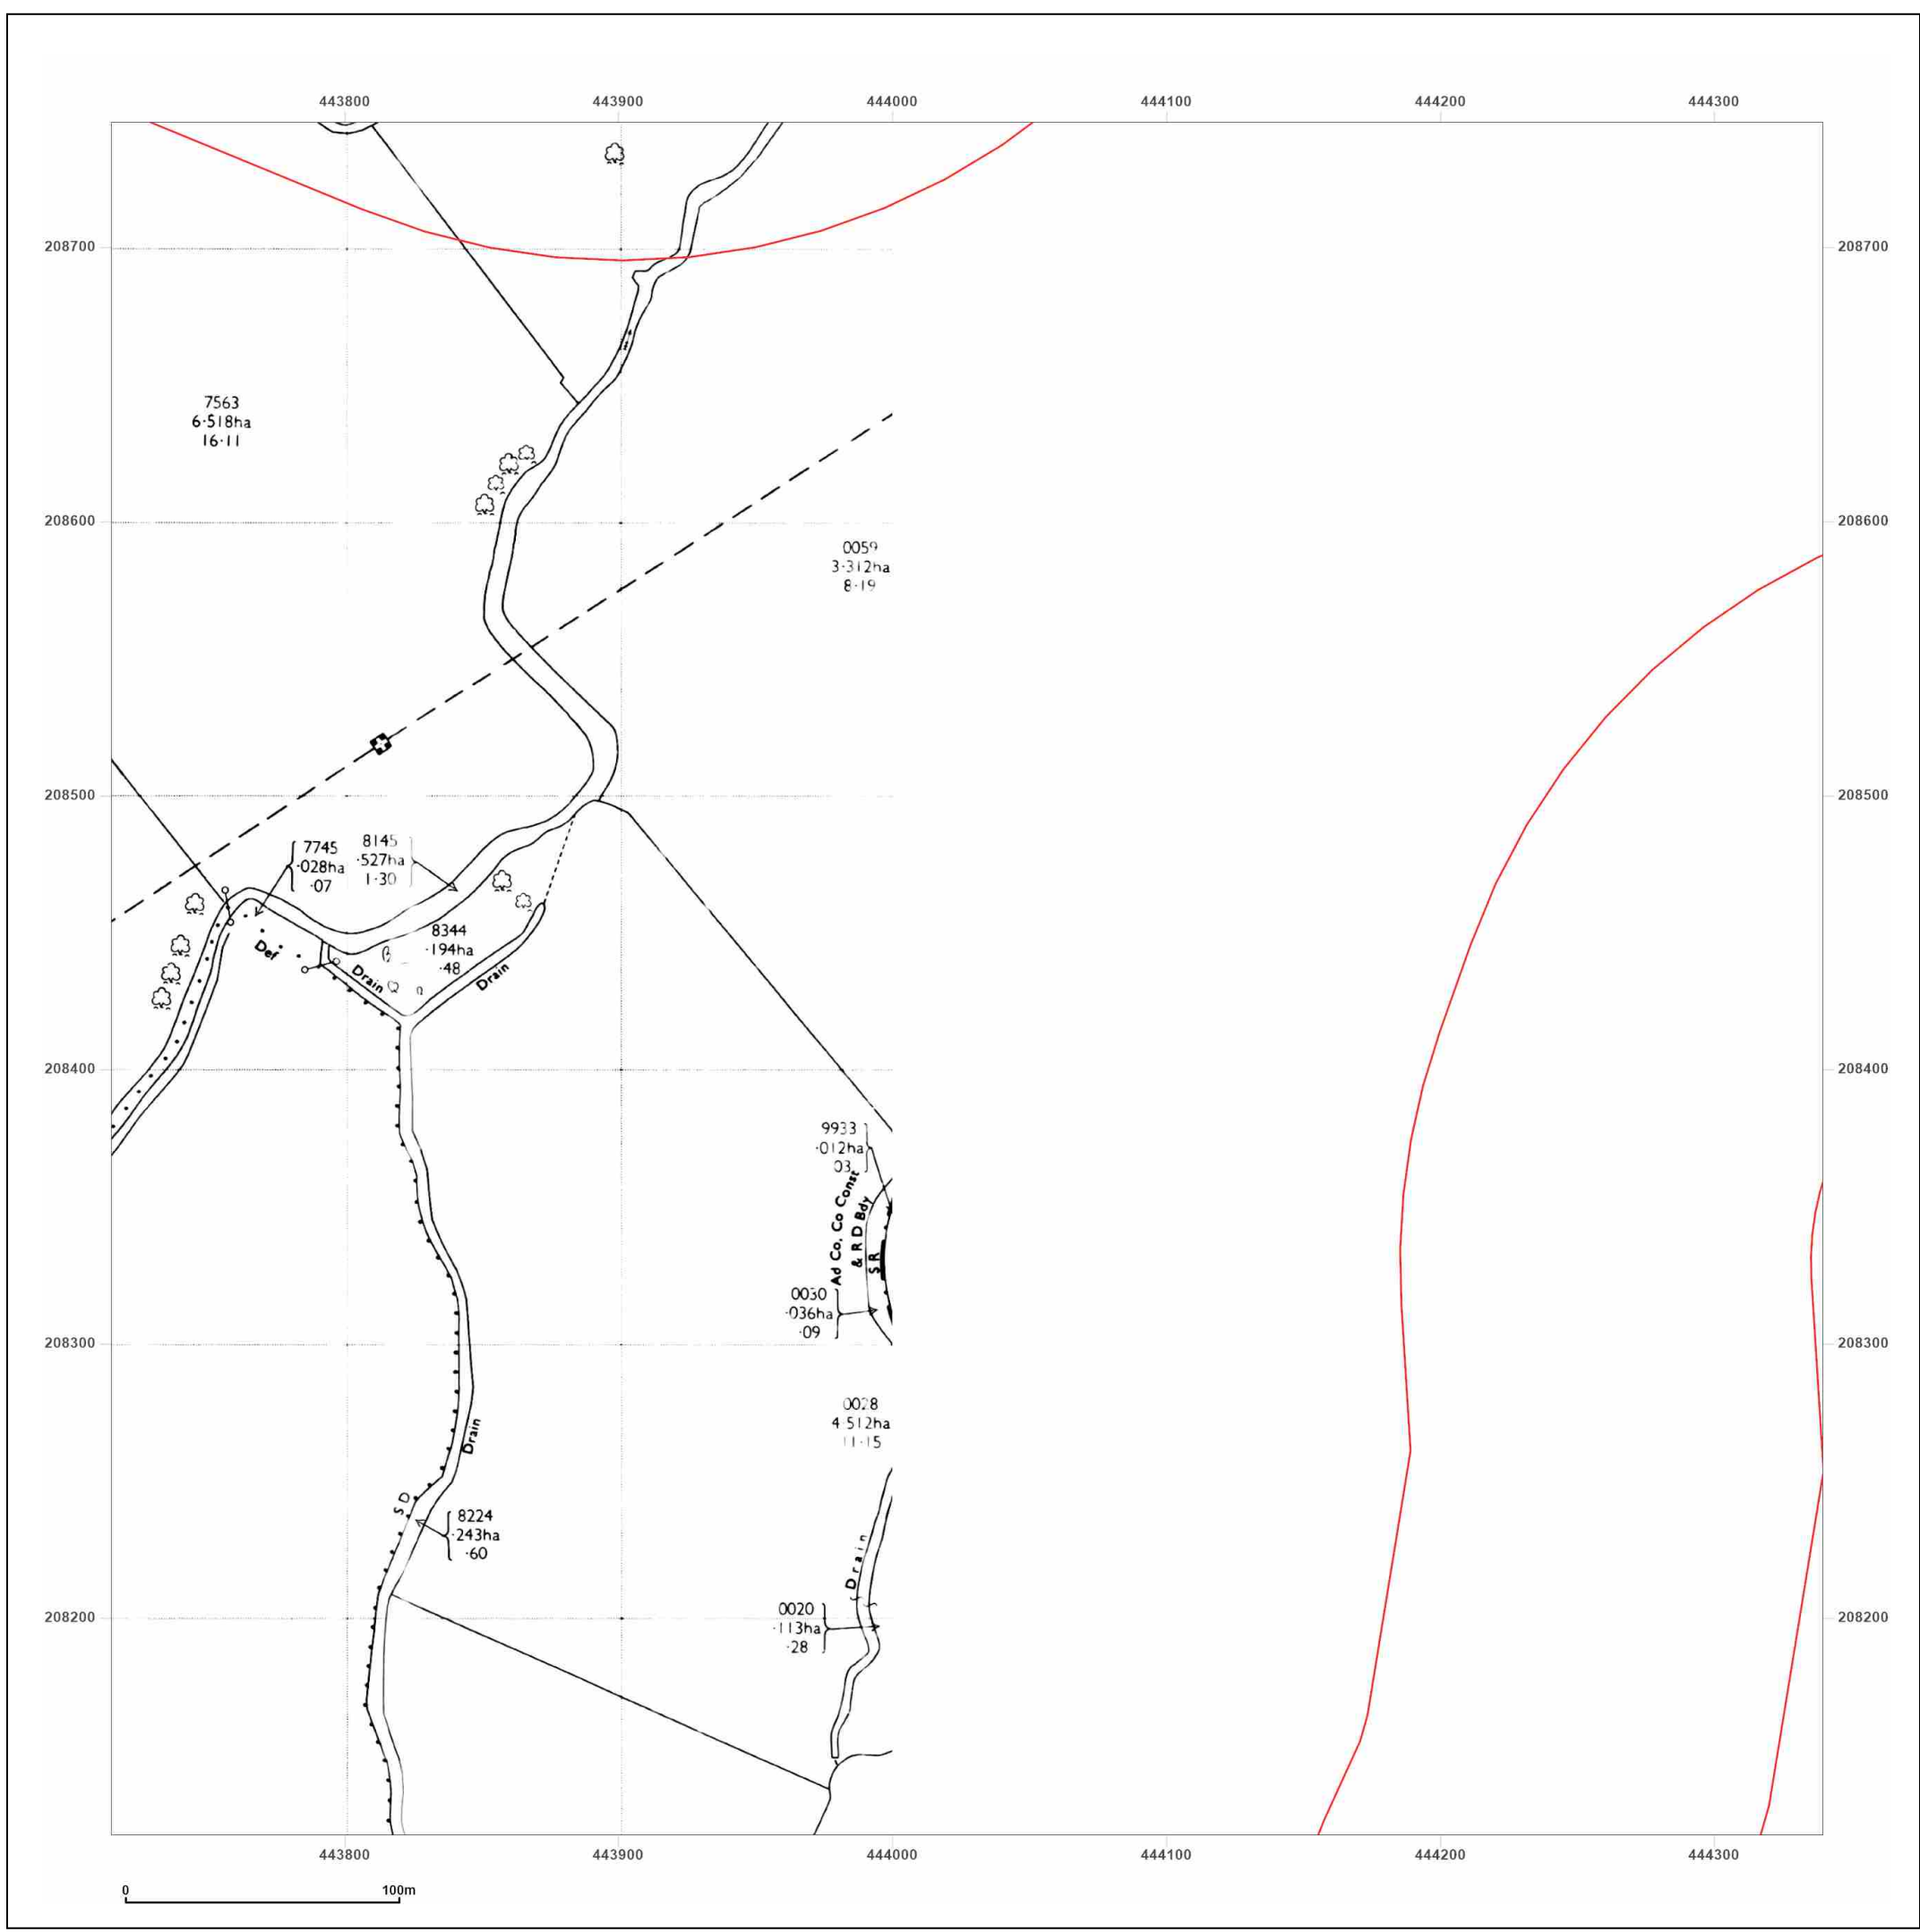 443800 443900 444000 444100 444200 444300
208700 208700
7563
6·518ha
16·11
208600 208600
0059
3·312ha
8·19
208500 208500
7745
·028ha
·07
8145
·527ha
1·30
8344
·194ha
·48
Def
Drain
Drain
208400 208400
9933
·012ha
03
Ad Co, Co Const
& R D Bdy
S R
0030
·036ha
·09
208300 208300
0028
4·512ha
11·15
Drain
S D
8224
·243ha
·60
Drain
208200 208200
0020
·113ha
·28
443800 443900 444000 444100 444200 444300
0 100m